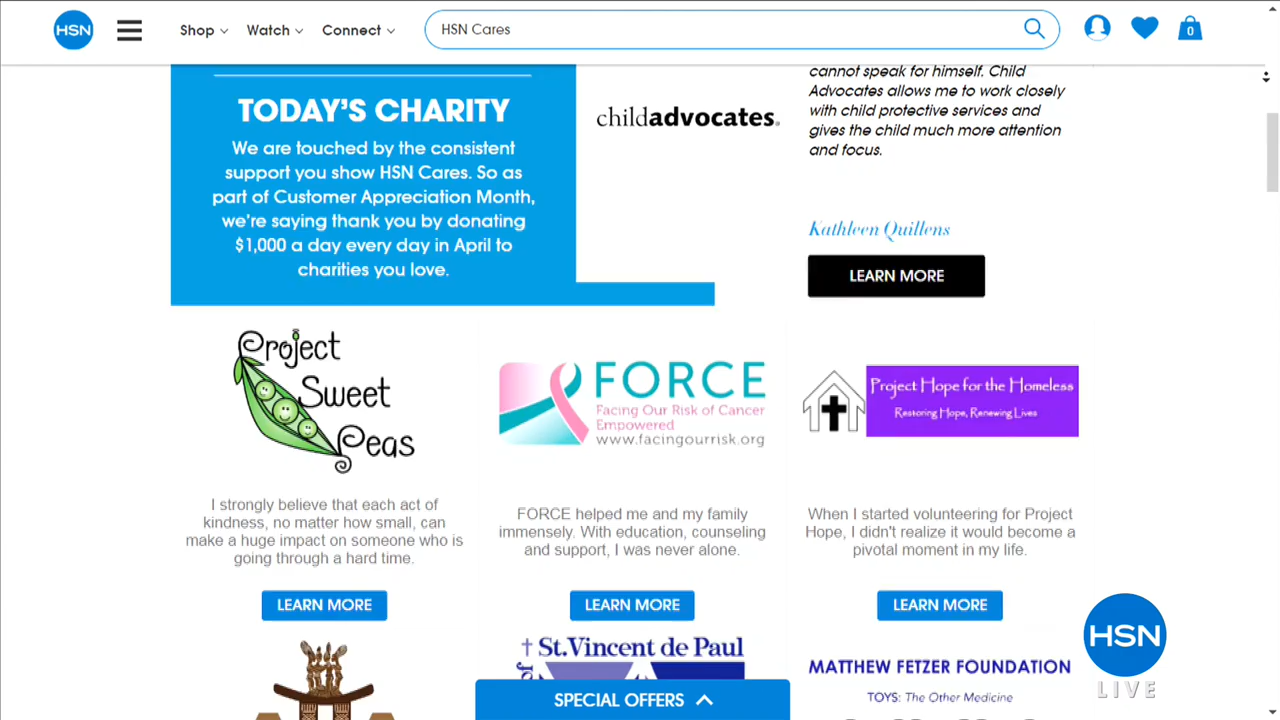 HSN
Shop
Watch
Connect
HSN Cares
0
TODAY'S CHARITY
We are touched by the consistent
support you show HSN Cares. So as
part of Customer Appreciation Month,
we're saying thank you by donating
$1,000 a day every day in April to
charities you love.
childadvocates.
cannot speak for himself. Child
Advocates allows me to work closely
with child protective services and
gives the child much more attention
and focus.
Kathleen Quillens
LEARN MORE
Project
Sweet
Peas
I strongly believe that each act of
kindness, no matter how small, can
make a huge impact on someone who is
going through a hard time.
LEARN MORE
FORCE
Facing Our Risk of Cancer
Empowered
www.facingourrisk.org
FORCE helped me and my family
immensely. With education, counseling
and support, I was never alone.
LEARN MORE
Project Hope for the Homeless
Restoring Hope, Renewing Lives
When I started volunteering for Project
Hope, I didn't realize it would become a
pivotal moment in my life.
LEARN MORE
of
St.Vincent de Paul
MATTHEW FETZER FOUNDATION
TOYS: The Other Medicine
SPECIAL OFFERS
HSN
LIVE